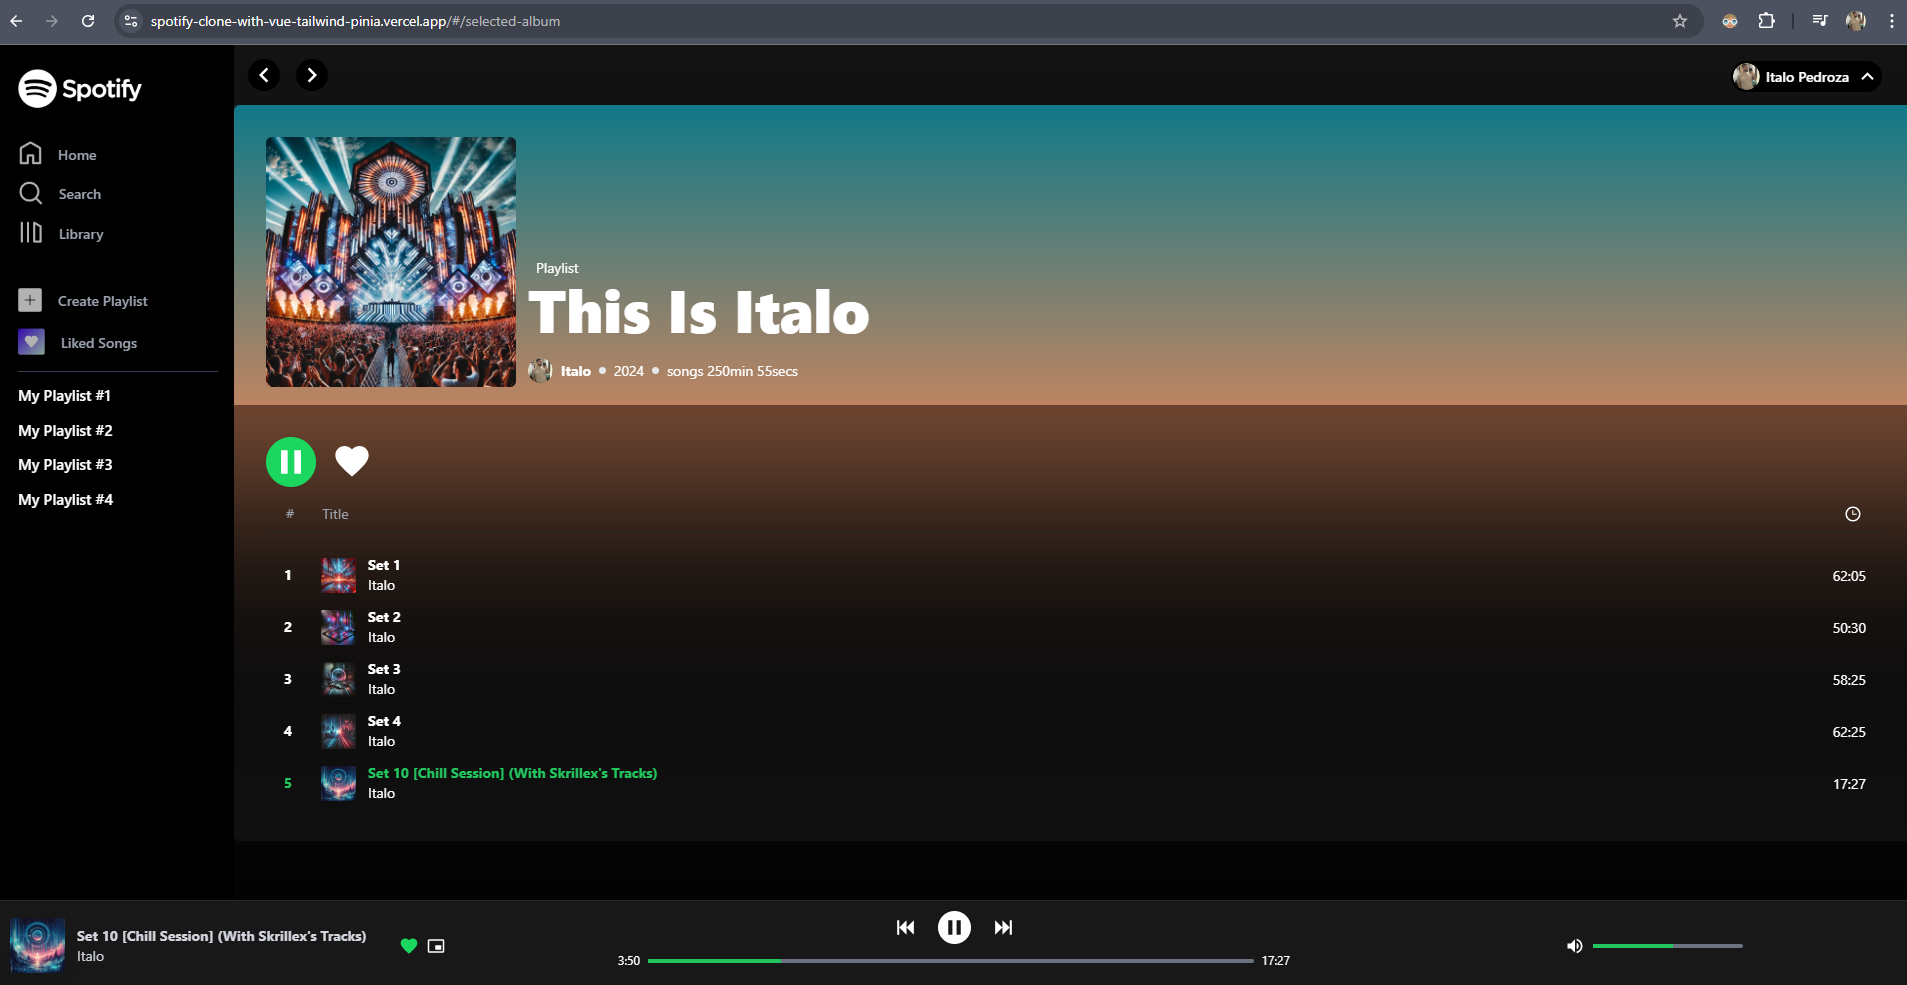 spotify-clone-with-vue-tailwind-pinia.vercel.app/#/selected-album
Spotify
Home
Search
Library
Create Playlist
Liked Songs
My Playlist #1
My Playlist #2
My Playlist #3
My Playlist #4
Italo Pedroza
Playlist
This Is Italo
Italo 2024 songs 250min 55secs
# Title
1 Set 1 62:05
Italo
2 Set 2 50:30
Italo
3 Set 3 58:25
Italo
4 Set 4 62:25
Italo
5 Set 10 [Chill Session] (With Skrillex's Tracks) 17:27
Italo
Set 10 [Chill Session] (With Skrillex's Tracks)
Italo
3:50 17:27